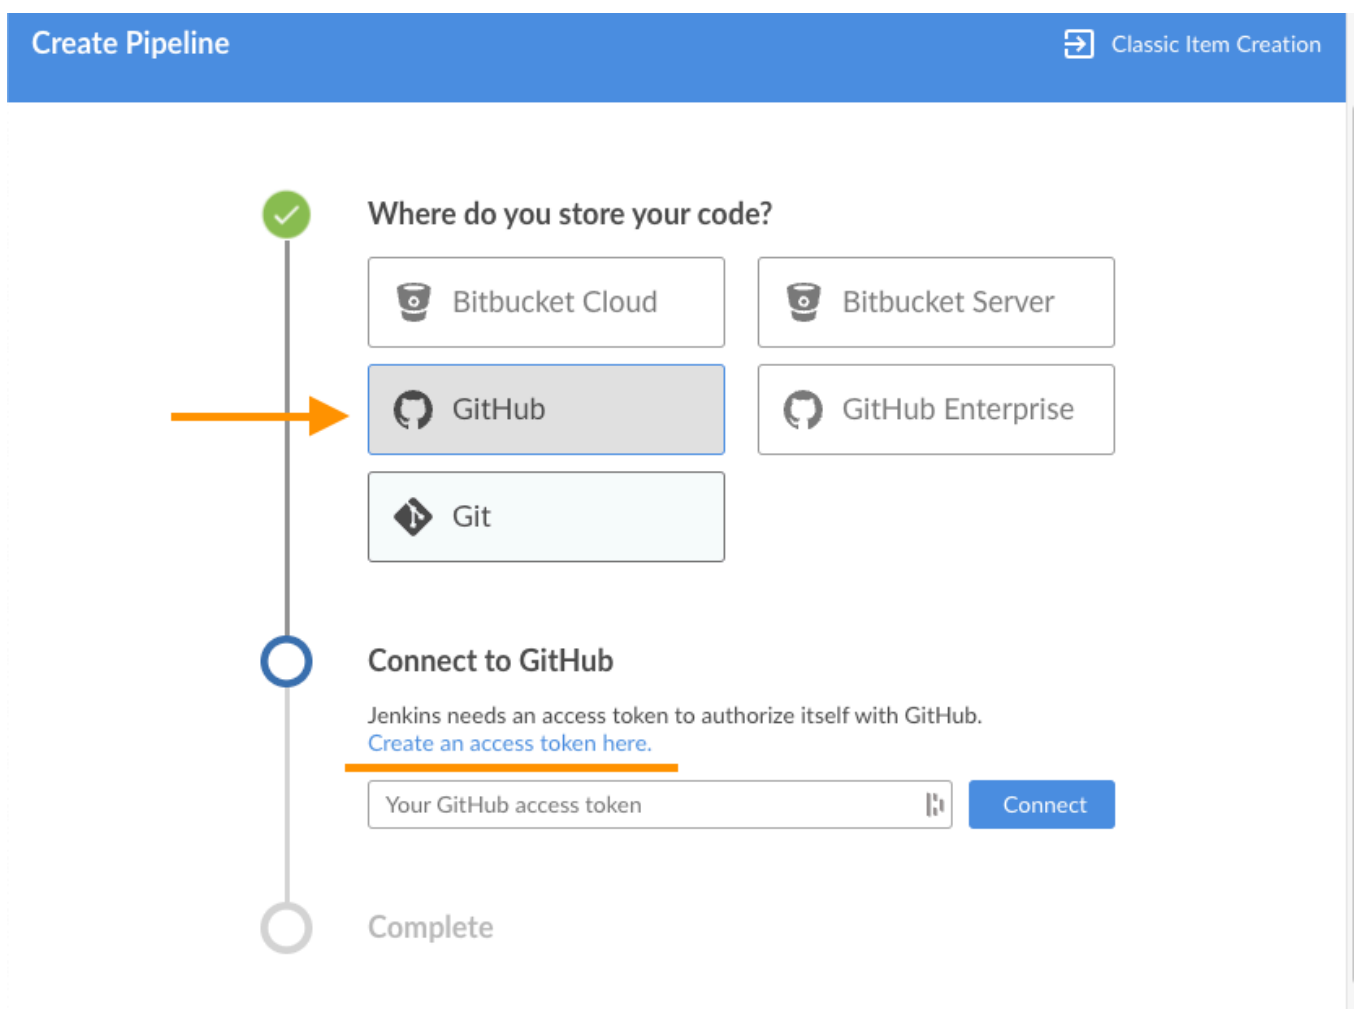 Create Pipeline
Classic Item Creation
Where do you store your code?
Bitbucket Cloud
Bitbucket Server
GitHub
GitHub Enterprise
Git
Connect to GitHub
Jenkins needs an access token to authorize itself with GitHub.
Create an access token here.
Your GitHub access token
Connect
Complete